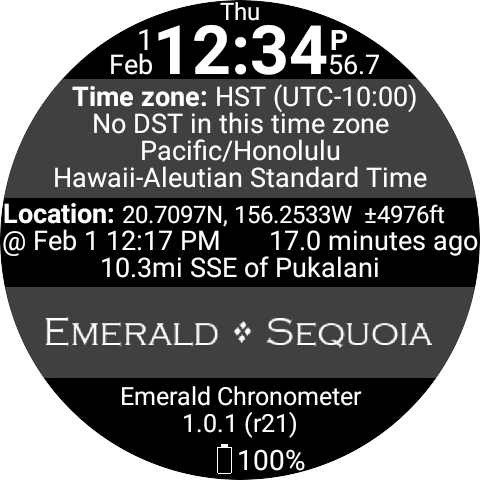 Thu
1
Feb 12:34 P
56.7
Time zone: HST (UTC-10:00)
No DST in this time zone
Pacific/Honolulu
Hawaii-Aleutian Standard Time
Location: 20.7097N, 156.2533W ±4976ft
@ Feb 1 12:17 PM 17.0 minutes ago
10.3mi SSE of Pukalani
EMERALD SEQUOIA
Emerald Chronometer
1.0.1 (r21)
100%